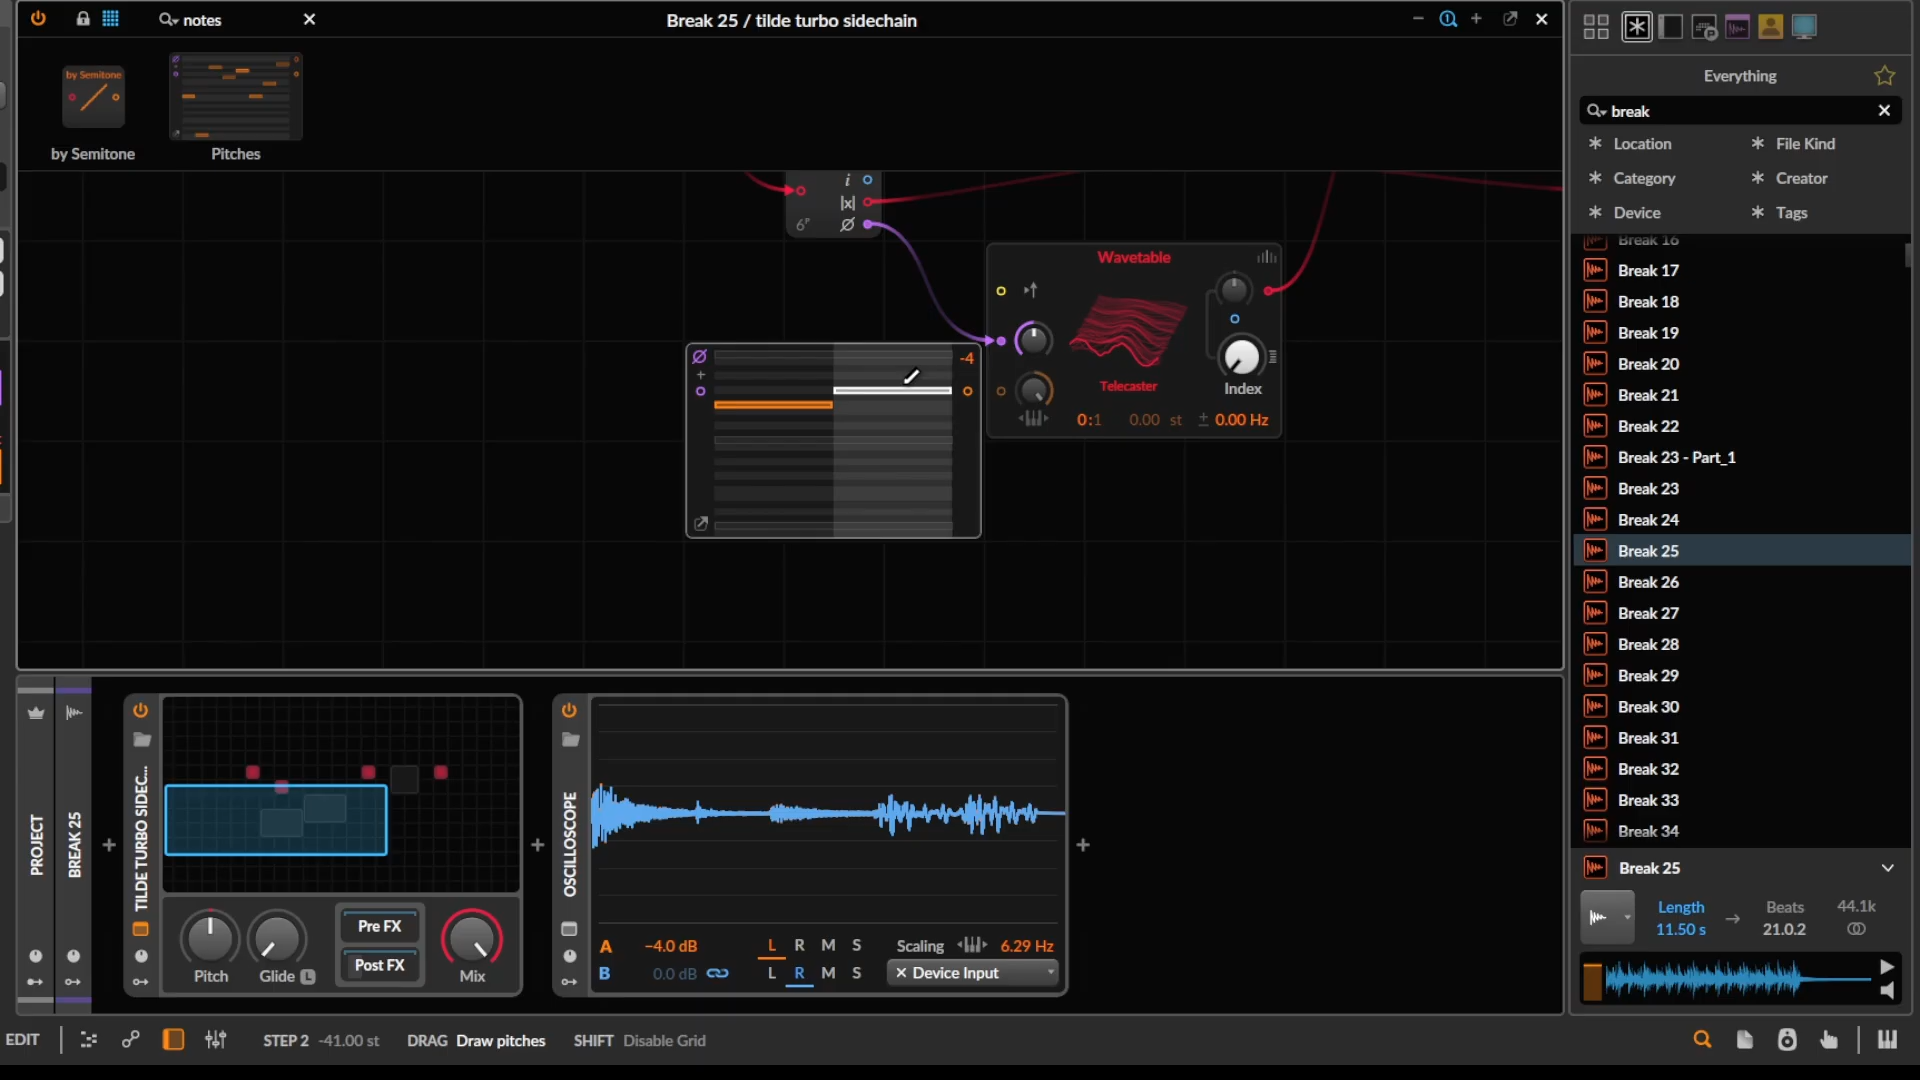 notes
Break 25 / tilde turbo sidechain
by Semitone
by Semitone
Pitches
i
|x|
6ᴾ
Ø
Wavetable
Telecaster
Index
0:1
0.00 st
± 0.00 Hz
Ø
-4
+
PROJECT
BREAK 25
TILDE TURBO SIDEC...
Pitch
Glide L
Pre FX
Post FX
Mix
OSCILLOSCOPE
A -4.0 dB L R M S Scaling 6.29 Hz
B 0.0 dB L R M S × Device Input
EDIT
STEP 2 -41.00 st DRAG Draw pitches SHIFT Disable Grid
Everything
break
Location
File Kind
Category
Creator
Device
Tags
Break 16
Break 17
Break 18
Break 19
Break 20
Break 21
Break 22
Break 23 - Part_1
Break 23
Break 24
Break 25
Break 26
Break 27
Break 28
Break 29
Break 30
Break 31
Break 32
Break 33
Break 34
Break 25
Length → Beats 44.1k
11.50 s 21.0.2